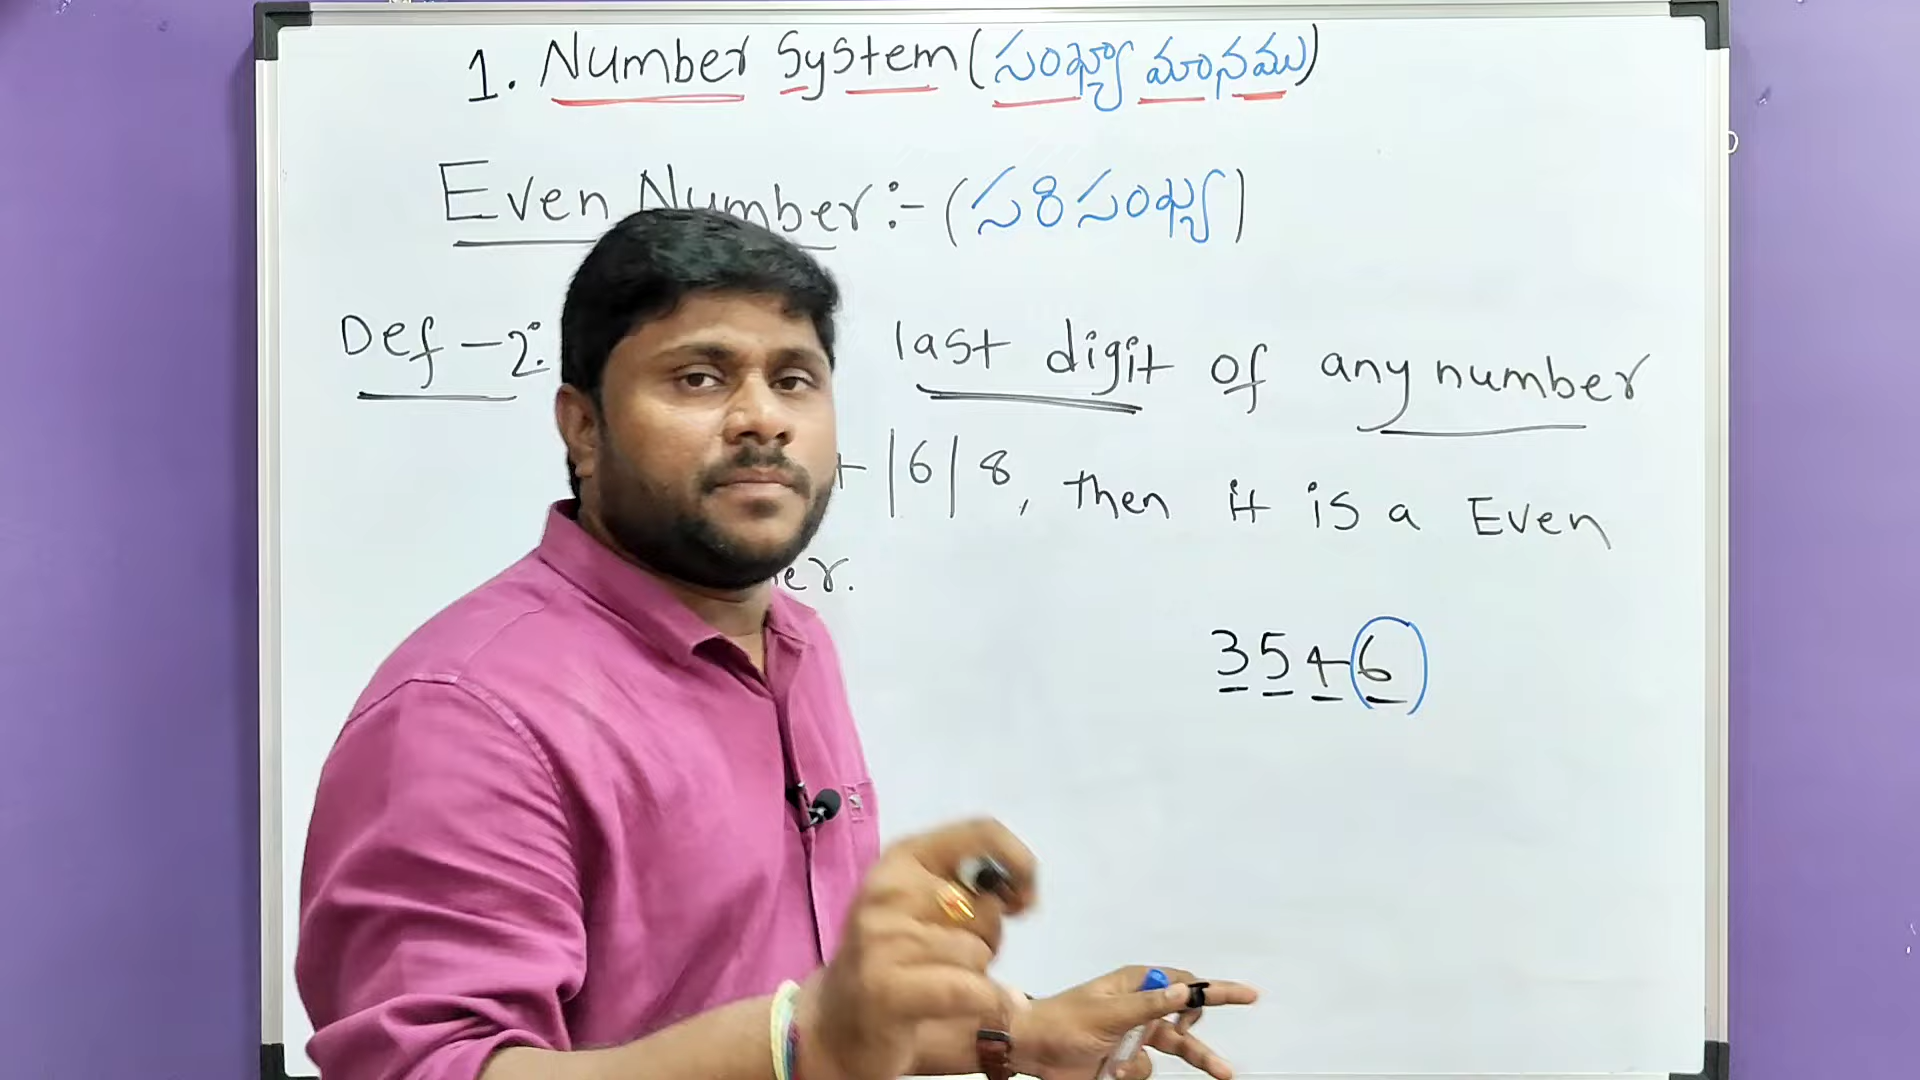 1. Number System (సంఖ్యా మానము)
Even Number :- (సరి సంఖ్య)
Def-2: last digit of any number
4 | 6 | 8, then it is a Even
er.
3546